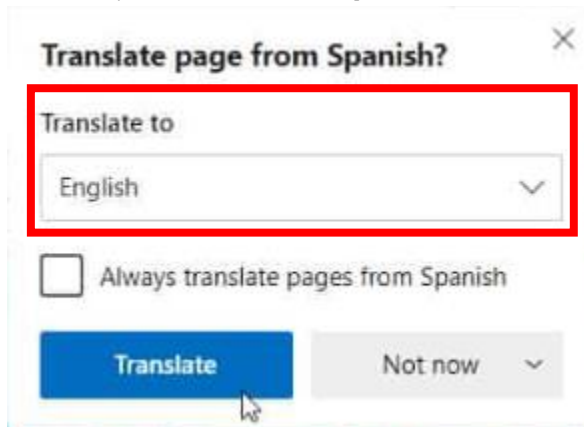 Translate page from Spanish?
Translate to
English
Always translate pages from Spanish
Translate Not now